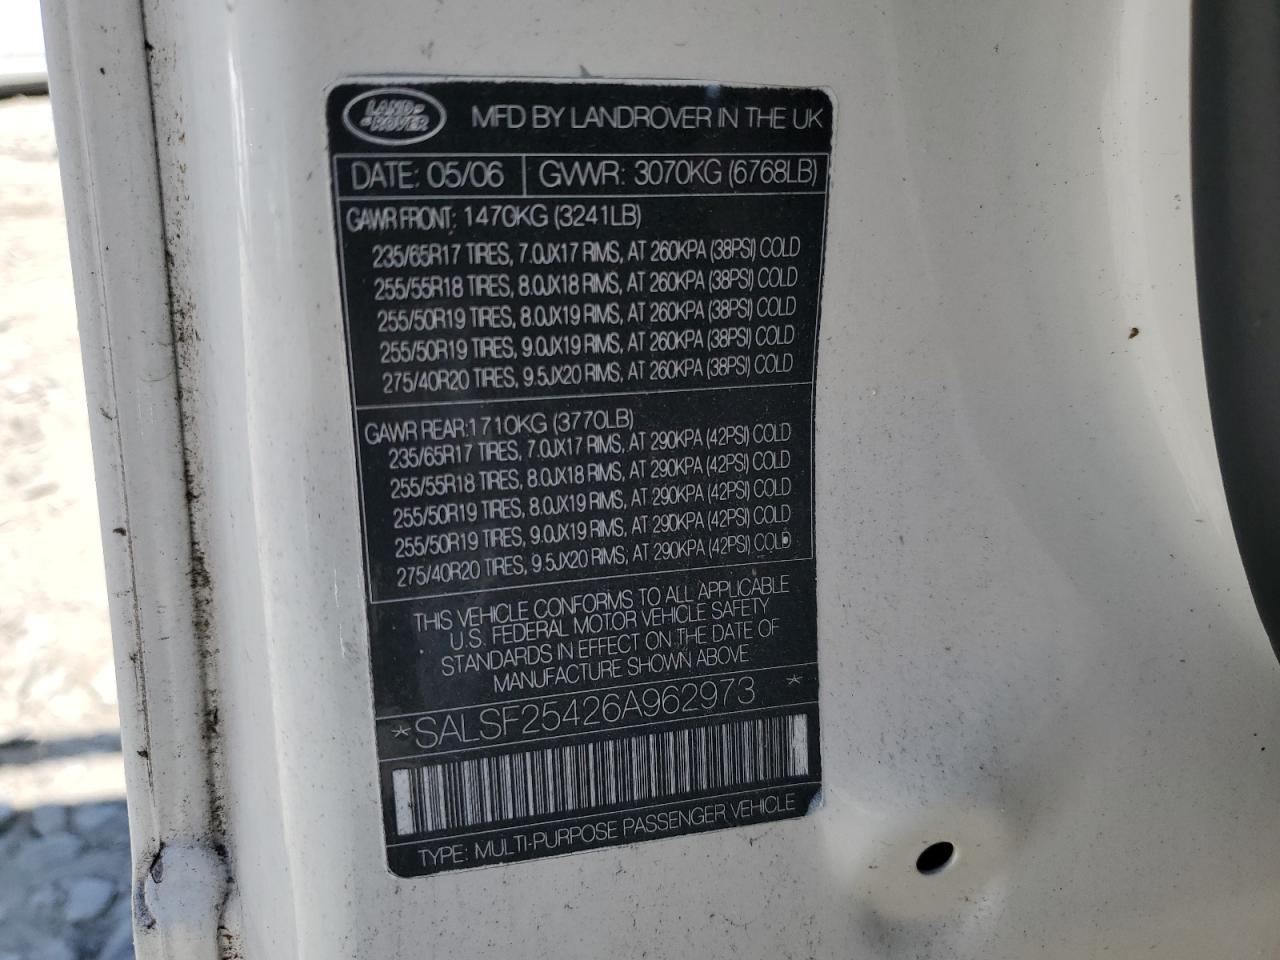 LAND-
-ROVER
MFD BY LANDROVER IN THE UK
DATE: 05/06 GVWR: 3070KG (6768LB)
GAWR FRONT: 1470KG (3241LB)
235/65R17 TIRES, 7.0JX17 RIMS, AT 260KPA (38PSI) COLD
255/55R18 TIRES, 8.0JX18 RIMS, AT 260KPA (38PSI) COLD
255/50R19 TIRES, 8.0JX19 RIMS, AT 260KPA (38PSI) COLD
255/50R19 TIRES, 9.0JX19 RIMS, AT 260KPA (38PSI) COLD
275/40R20 TIRES, 9.5JX20 RIMS, AT 260KPA (38PSI) COLD
GAWR REAR: 1710KG (3770LB)
235/65R17 TIRES, 7.0JX17 RIMS, AT 290KPA (42PSI) COLD
255/55R18 TIRES, 8.0JX18 RIMS, AT 290KPA (42PSI) COLD
255/50R19 TIRES, 8.0JX19 RIMS, AT 290KPA (42PSI) COLD
255/50R19 TIRES, 9.0JX19 RIMS, AT 290KPA (42PSI) COLD
275/40R20 TIRES, 9.5JX20 RIMS, AT 290KPA (42PSI) COLD
THIS VEHICLE CONFORMS TO ALL APPLICABLE
U.S. FEDERAL MOTOR VEHICLE SAFETY
STANDARDS IN EFFECT ON THE DATE OF
MANUFACTURE SHOWN ABOVE
*SALSF25426A962973 *
TYPE: MULTI-PURPOSE PASSENGER VEHICLE